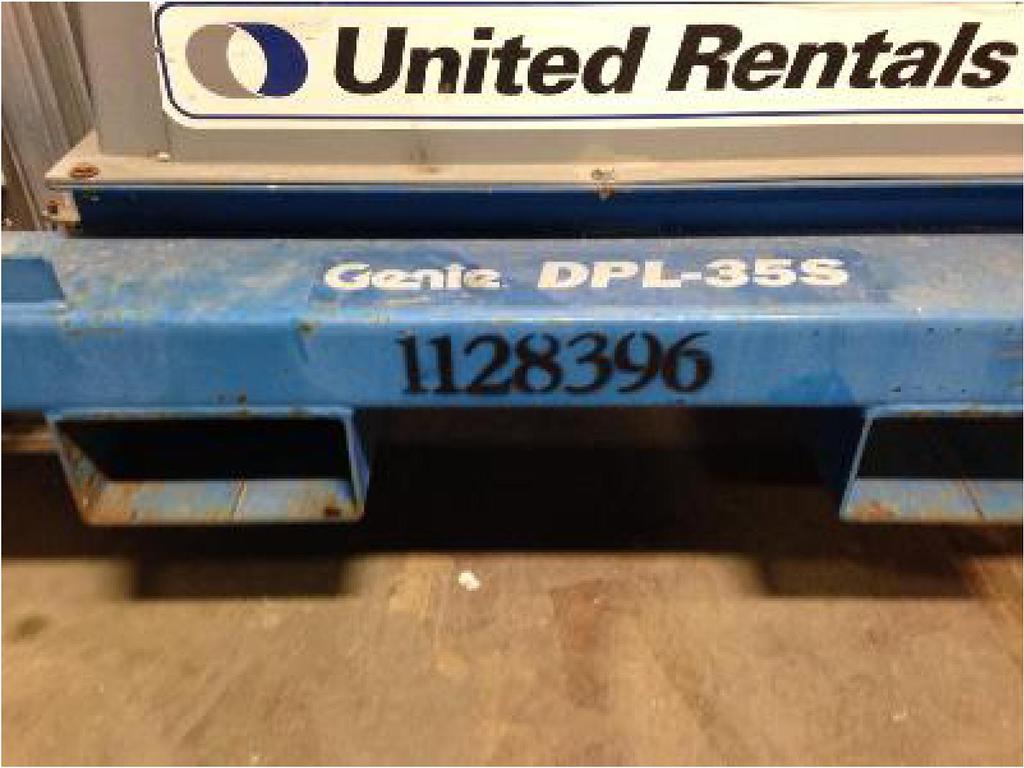 United Rentals
Genie DPL-35S
1128396